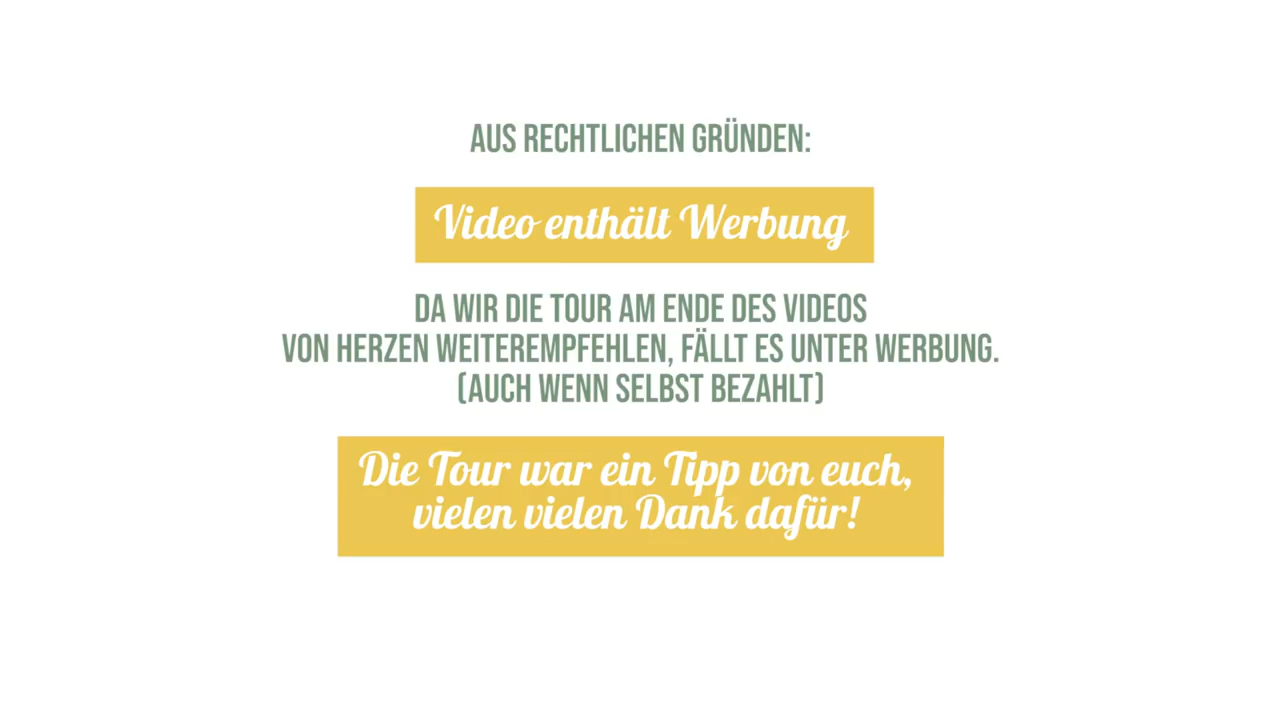 AUS RECHTLICHEN GRÜNDEN:
Video enthält Werbung
DA WIR DIE TOUR AM ENDE DES VIDEOS
VON HERZEN WEITEREMPFEHLEN, FÄLLT ES UNTER WERBUNG.
(AUCH WENN SELBST BEZAHLT)
Die Tour war ein Tipp von euch,
vielen vielen Dank dafür!